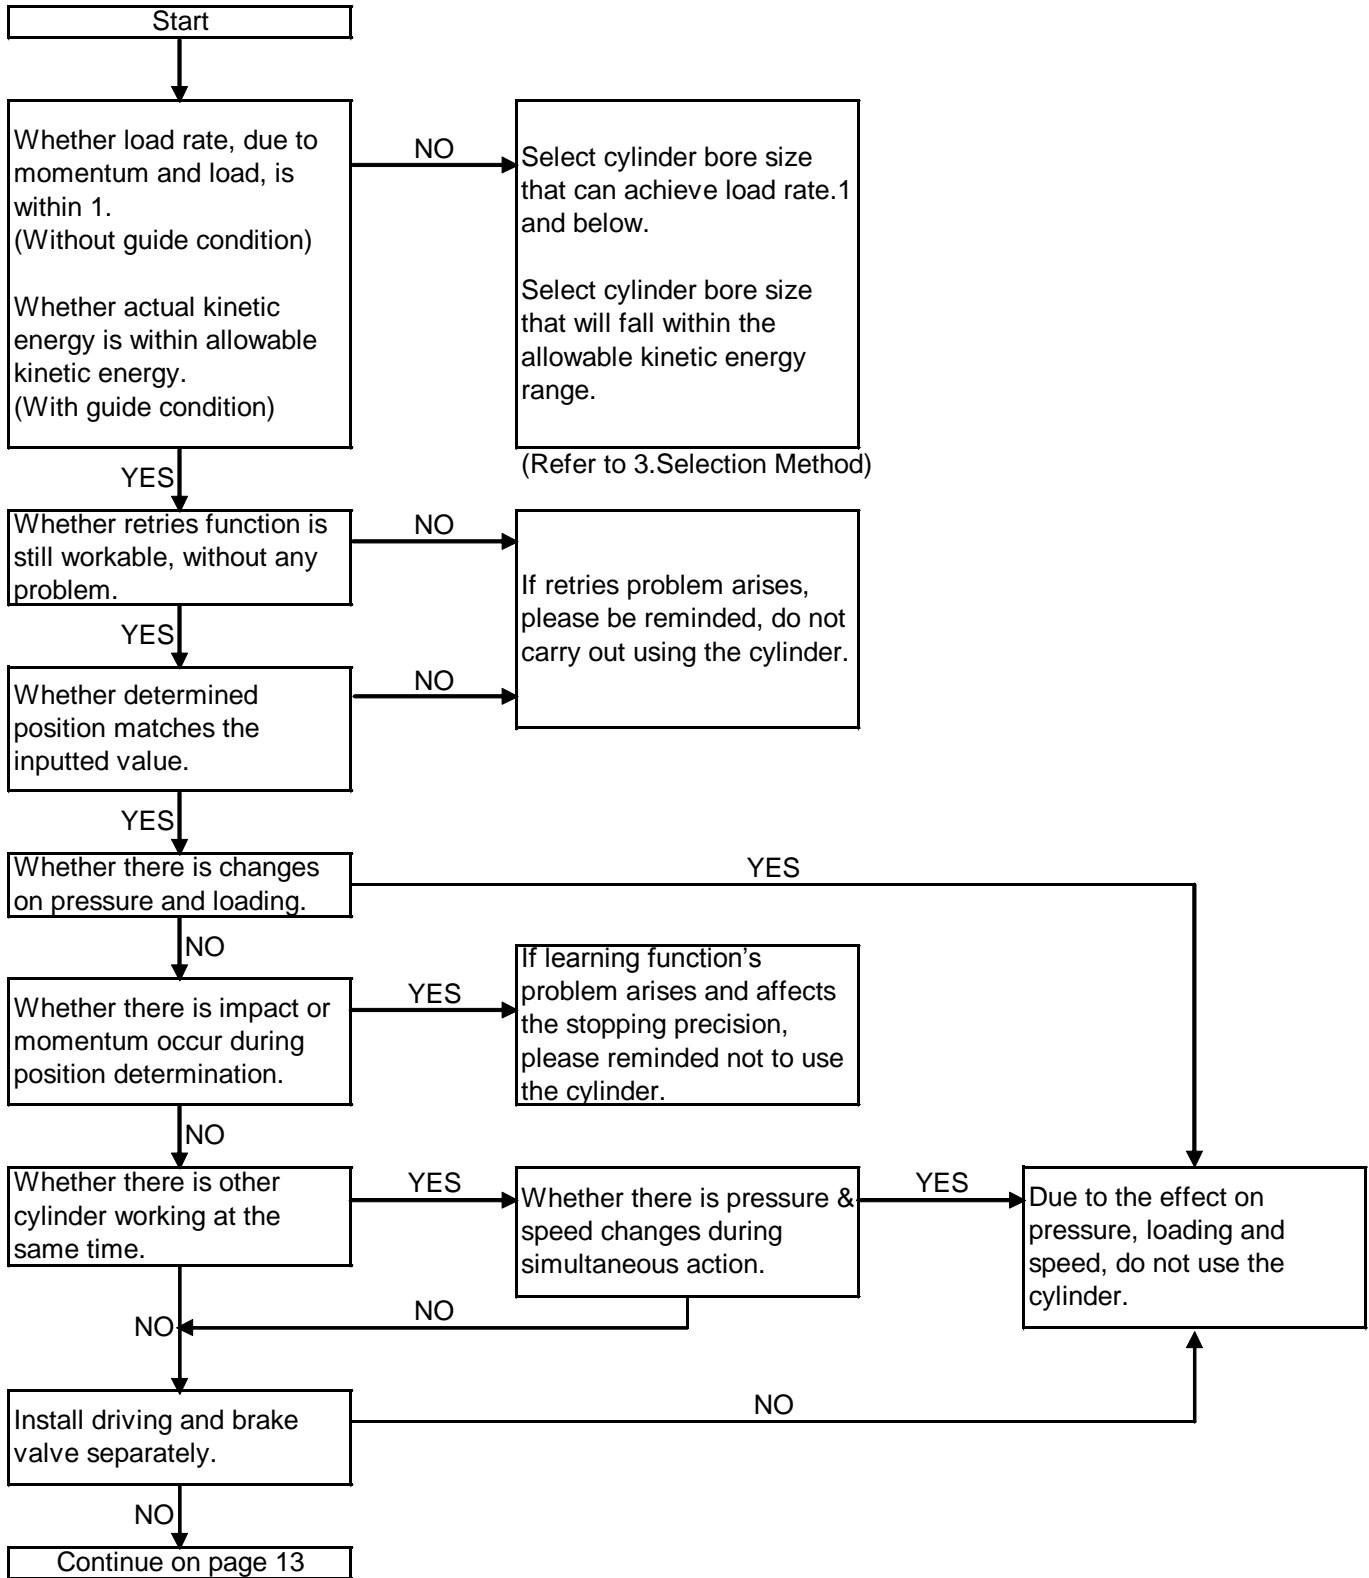 Start
Whether load rate, due to
momentum and load, is
within 1.
(Without guide condition)
Whether actual kinetic
energy is within allowable
kinetic energy.
(With guide condition)
NO
Select cylinder bore size
that can achieve load rate.1
and below.
Select cylinder bore size
that will fall within the
allowable kinetic energy
range.
(Refer to 3.Selection Method)
YES
Whether retries function is
still workable, without any
problem.
NO
If retries problem arises,
please be reminded, do not
carry out using the cylinder.
YES
Whether determined
position matches the
inputted value.
NO
YES
Whether there is changes
on pressure and loading.
YES
NO
Whether there is impact or
momentum occur during
position determination.
YES
If learning function’s
problem arises and affects
the stopping precision,
please reminded not to use
the cylinder.
NO
Whether there is other
cylinder working at the
same time.
YES
Whether there is pressure &
speed changes during
simultaneous action.
YES
Due to the effect on
pressure, loading and
speed, do not use the
cylinder.
NO
NO
Install driving and brake
valve separately.
NO
NO
Continue on page 13